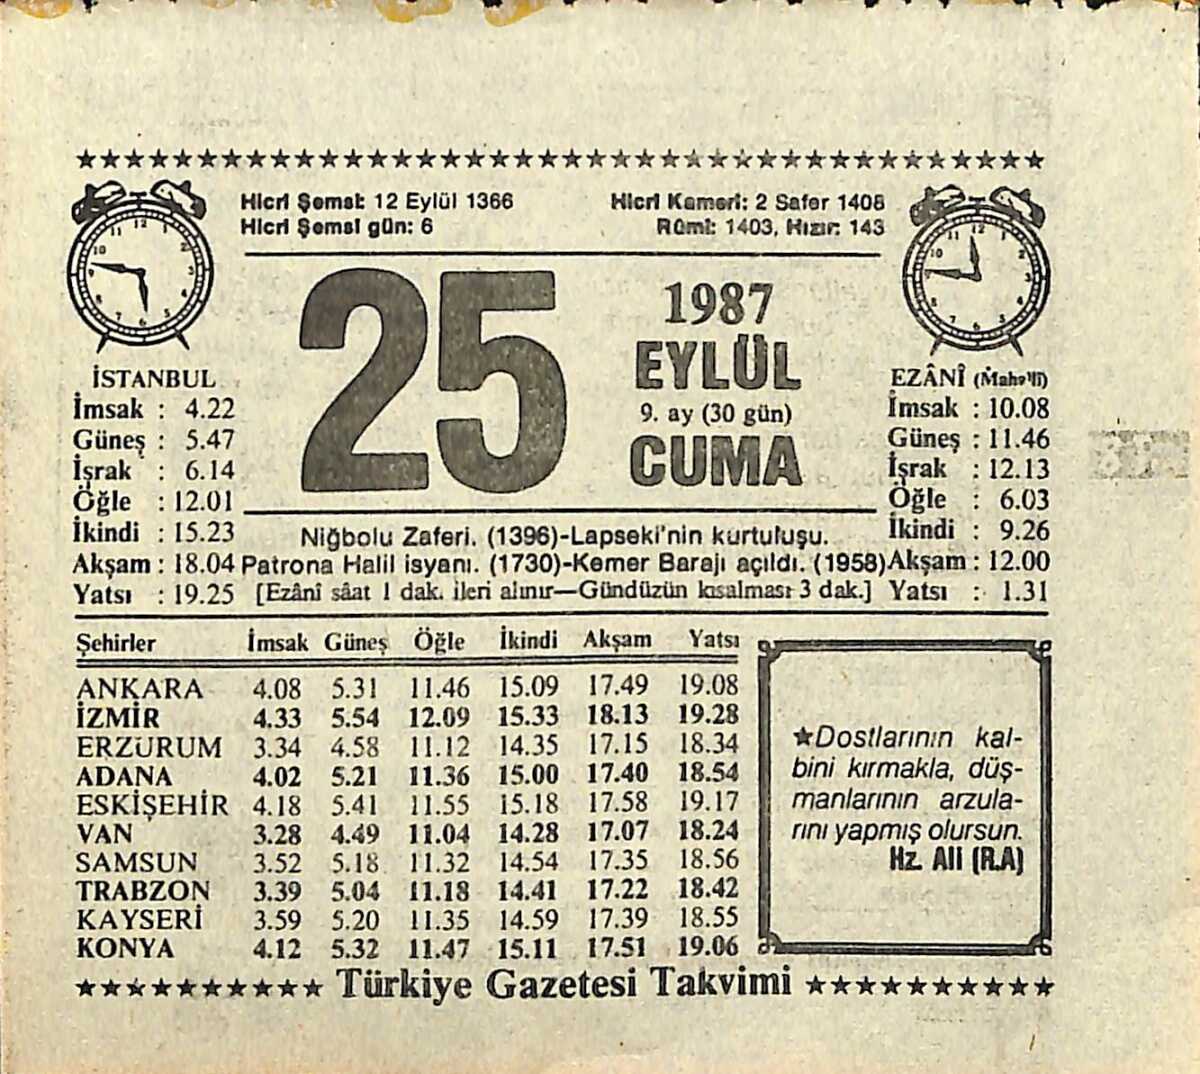 Hicri Şemsi: 12 Eylül 1366
Hicri Şemsi gün: 6
Hicri Kameri: 2 Safer 1408
Rûmi: 1403, Hızır: 143
25
1987
EYLÜL
9. ay (30 gün)
CUMA
İSTANBUL
İmsak : 4.22
Güneş : 5.47
İşrak : 6.14
Öğle : 12.01
İkindi : 15.23
Akşam : 18.04
Yatsı : 19.25
EZÂNÎ
İmsak : 10.08
Güneş : 11.46
İşrak : 12.13
Öğle : 6.03
İkindi : 9.26
Akşam : 12.00
Yatsı : 1.31
Niğbolu Zaferi. (1396)-Lapseki'nin kurtuluşu.
Patrona Halil isyanı. (1730)-Kemer Barajı açıldı. (1958)
[Ezânî sâat 1 dak. ileri alınır—Gündüzün kısalması 3 dak.]
Şehirler İmsak Güneş Öğle İkindi Akşam Yatsı
ANKARA 4.08 5.31 11.46 15.09 17.49 19.08
İZMİR 4.33 5.54 12.09 15.33 18.13 19.28
ERZURUM 3.34 4.58 11.12 14.35 17.15 18.34
ADANA 4.02 5.21 11.36 15.00 17.40 18.54
ESKİŞEHİR 4.18 5.41 11.55 15.18 17.58 19.17
VAN 3.28 4.49 11.04 14.28 17.07 18.24
SAMSUN 3.52 5.18 11.32 14.54 17.35 18.56
TRABZON 3.39 5.04 11.18 14.41 17.22 18.42
KAYSERİ 3.59 5.20 11.35 14.59 17.39 18.55
KONYA 4.12 5.32 11.47 15.11 17.51 19.06
★Dostlarının kal-
bini kırmakla, düş-
manlarının arzula-
rını yapmış olursun.
Hz. Ali (R.A)
Türkiye Gazetesi Takvimi